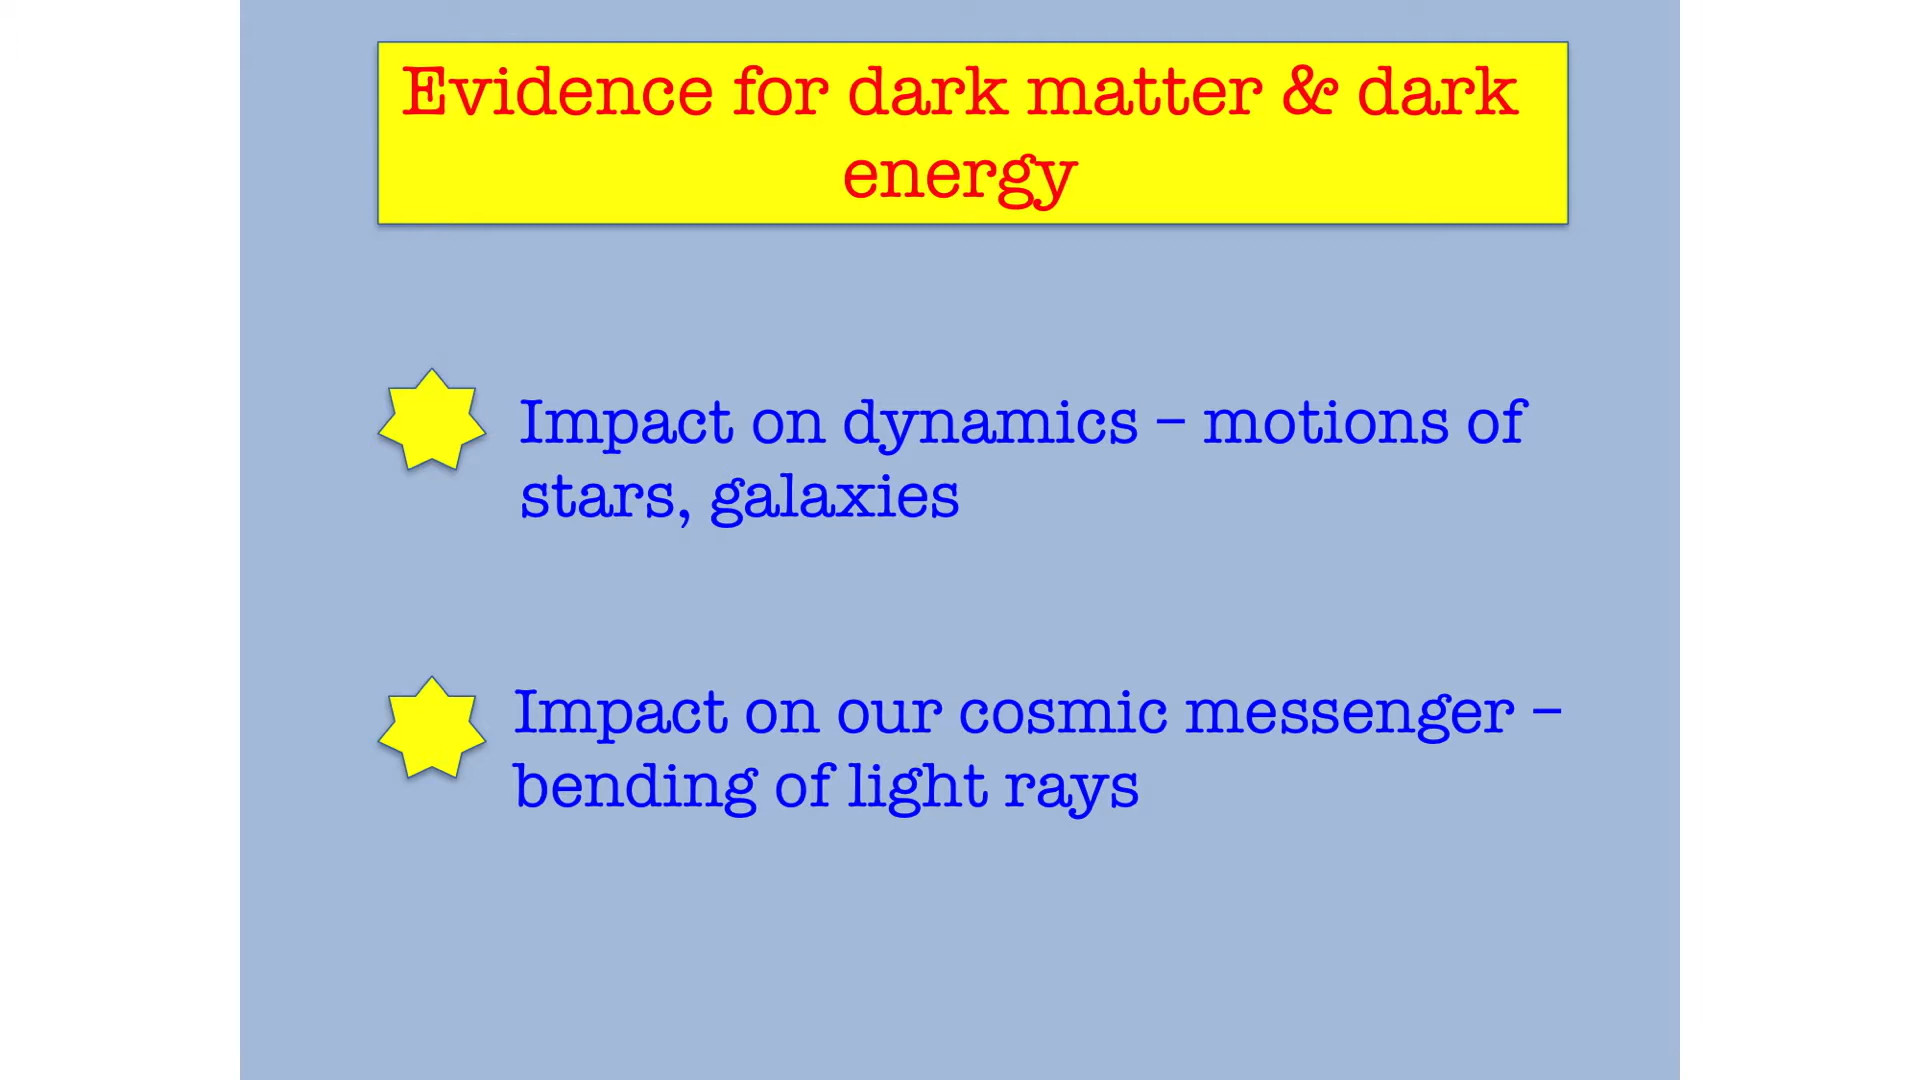 Evidence for dark matter & dark
energy
Impact on dynamics – motions of
stars, galaxies
Impact on our cosmic messenger –
bending of light rays